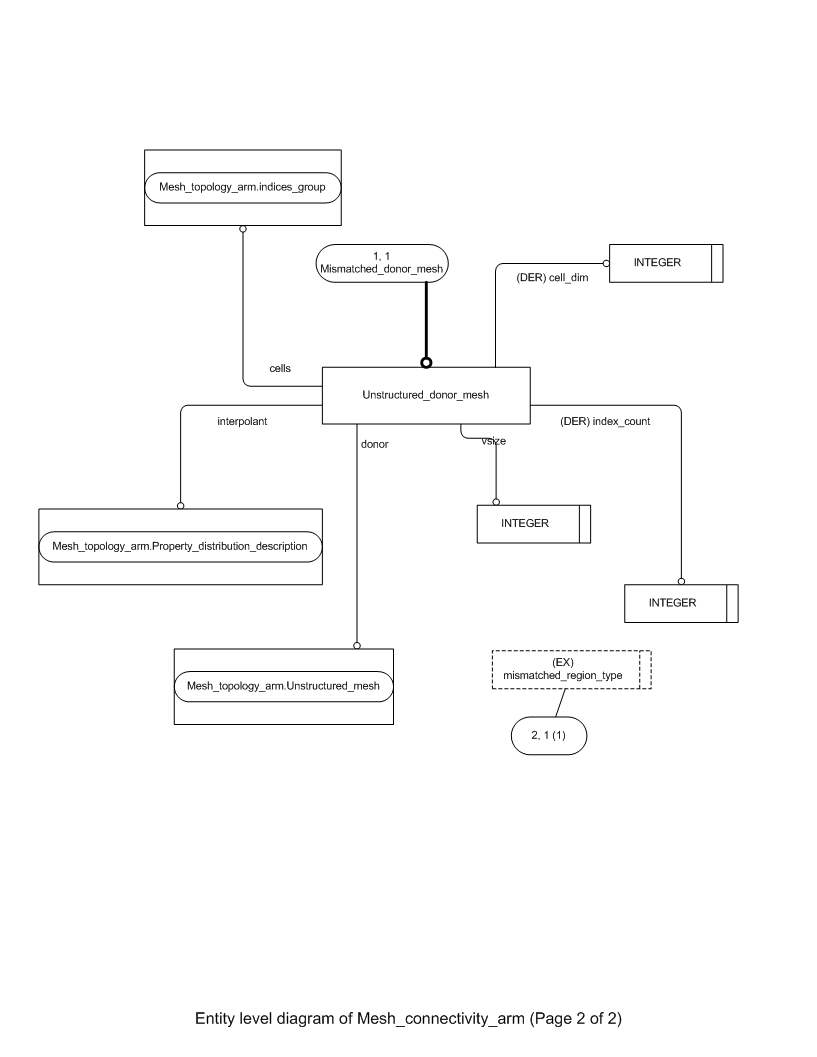 Mesh_topology_arm.indices_group
1, 1
Mismatched_donor_mesh
INTEGER
(DER) cell_dim
cells
Unstructured_donor_mesh
interpolant
(DER) index_count
donor
vsize
INTEGER
Mesh_topology_arm.Property_distribution_description
INTEGER
(EX)
mismatched_region_type
Mesh_topology_arm.Unstructured_mesh
2, 1 (1)
Entity level diagram of Mesh_connectivity_arm (Page 2 of 2)